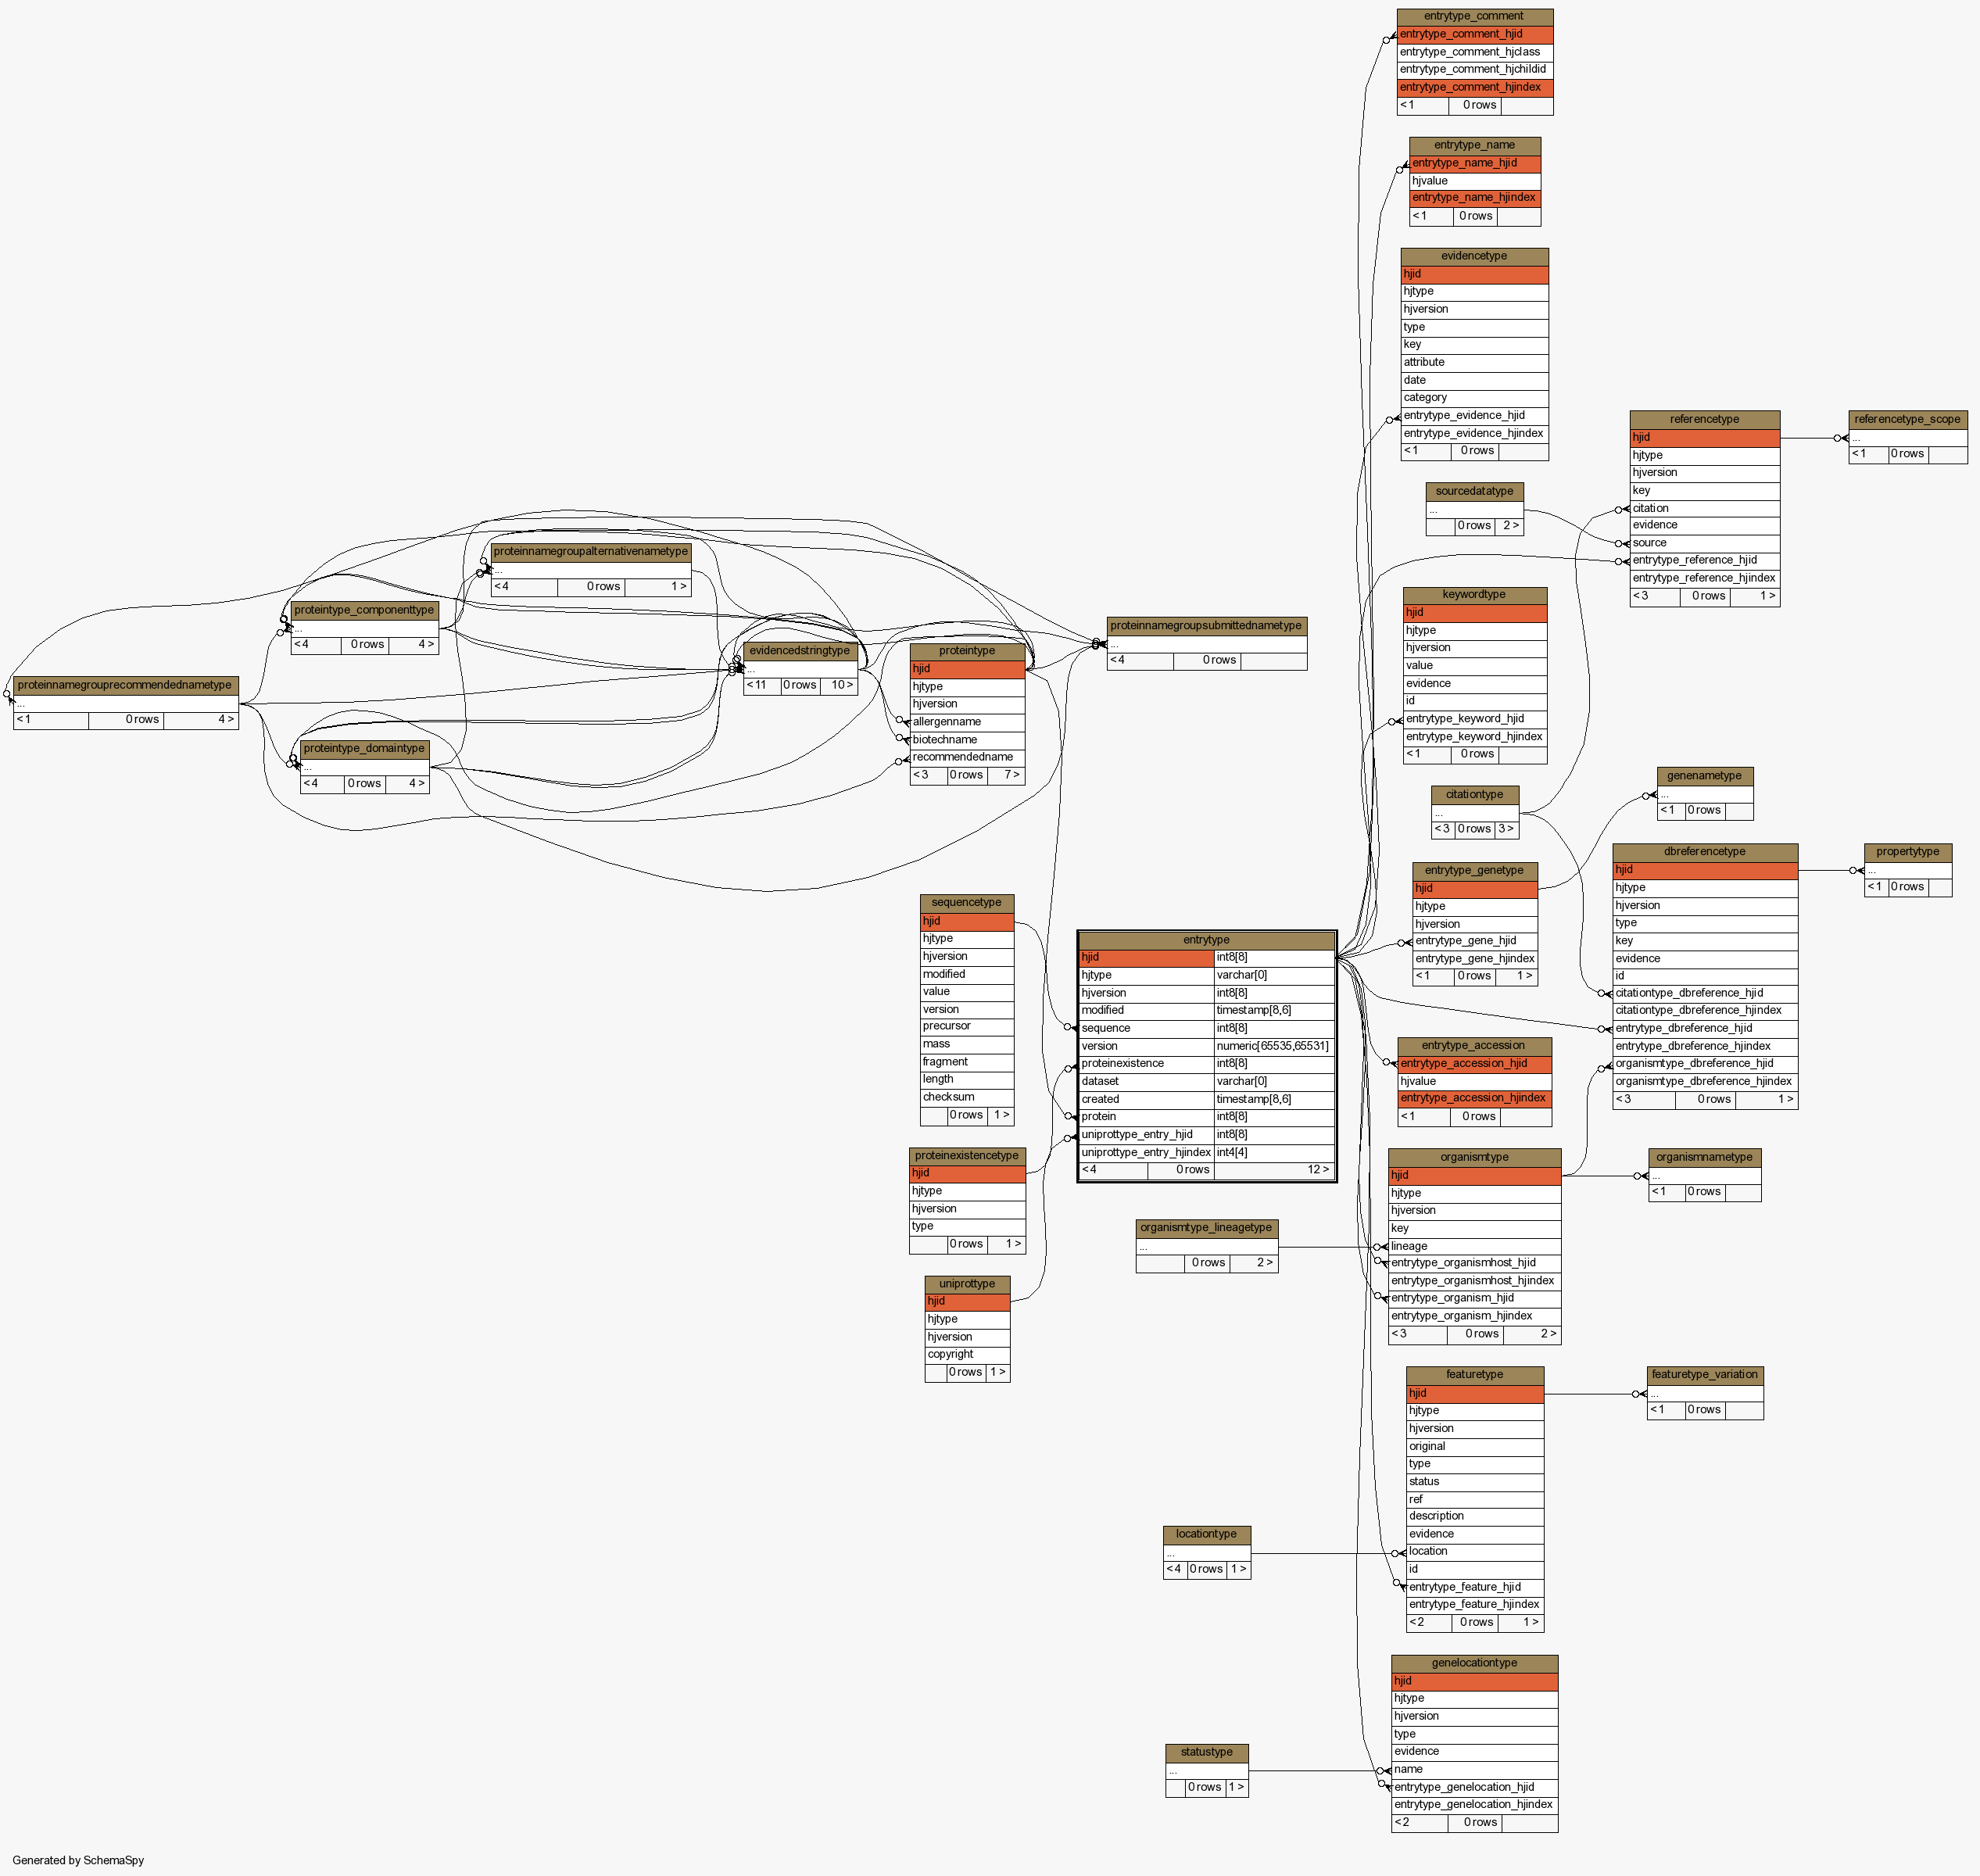 entrytype_comment
entrytype_comment_hjid
entrytype_comment_hjclass
entrytype_comment_hjchildid
entrytype_comment_hjindex
< 1 0 rows
entrytype_name
entrytype_name_hjid
hjvalue
entrytype_name_hjindex
< 1 0 rows
evidencetype
hjid
hjtype
hjversion
type
key
attribute
date
category
entrytype_evidence_hjid
entrytype_evidence_hjindex
< 1 0 rows
referencetype
hjid
hjtype
hjversion
key
citation
evidence
source
entrytype_reference_hjid
entrytype_reference_hjindex
< 3 0 rows 1 >
referencetype_scope
...
< 1 0 rows
sourcedatatype
...
0 rows 2 >
proteinnamegroupalternativenametype
...
< 4 0 rows 1 >
proteintype_componenttype
...
< 4 0 rows 4 >
proteinnamegrouprecommendednametype
...
< 1 0 rows 4 >
proteintype_domaintype
...
< 4 0 rows 4 >
evidencedstringtype
...
< 11 0 rows 10 >
proteintype
hjid
hjtype
hjversion
allergenname
biotechname
recommendedname
< 3 0 rows 7 >
proteinnamegroupsubmittednametype
...
< 4 0 rows
keywordtype
hjid
hjtype
hjversion
value
evidence
id
entrytype_keyword_hjid
entrytype_keyword_hjindex
< 1 0 rows
citationtype
...
< 3 0 rows 3 >
genenametype
...
< 1 0 rows
entrytype_genetype
hjid
hjtype
hjversion
entrytype_gene_hjid
entrytype_gene_hjindex
< 1 0 rows 1 >
dbreferencetype
hjid
hjtype
hjversion
type
key
evidence
id
citationtype_dbreference_hjid
citationtype_dbreference_hjindex
entrytype_dbreference_hjid
entrytype_dbreference_hjindex
organismtype_dbreference_hjid
organismtype_dbreference_hjindex
< 3 0 rows 1 >
propertytype
...
< 1 0 rows
sequencetype
hjid
hjtype
hjversion
modified
value
version
precursor
mass
fragment
length
checksum
0 rows 1 >
entrytype
hjid int8[8]
hjtype varchar[0]
hjversion int8[8]
modified timestamp[8,6]
sequence int8[8]
version numeric[65535,65531]
proteinexistence int8[8]
dataset varchar[0]
created timestamp[8,6]
protein int8[8]
uniprottype_entry_hjid int8[8]
uniprottype_entry_hjindex int4[4]
< 4 0 rows 12 >
entrytype_accession
entrytype_accession_hjid
hjvalue
entrytype_accession_hjindex
< 1 0 rows
proteinexistencetype
hjid
hjtype
hjversion
type
0 rows 1 >
organismtype
hjid
hjtype
hjversion
key
lineage
entrytype_organismhost_hjid
entrytype_organismhost_hjindex
entrytype_organism_hjid
entrytype_organism_hjindex
< 3 0 rows 2 >
organismnametype
...
< 1 0 rows
organismtype_lineagetype
...
0 rows 2 >
uniprottype
hjid
hjtype
hjversion
copyright
0 rows 1 >
featuretype
hjid
hjtype
hjversion
original
type
status
ref
description
evidence
location
id
entrytype_feature_hjid
entrytype_feature_hjindex
< 2 0 rows 1 >
featuretype_variation
...
< 1 0 rows
locationtype
...
< 4 0 rows 1 >
genelocationtype
hjid
hjtype
hjversion
type
evidence
name
entrytype_genelocation_hjid
entrytype_genelocation_hjindex
< 2 0 rows
statustype
...
0 rows 1 >
Generated by SchemaSpy